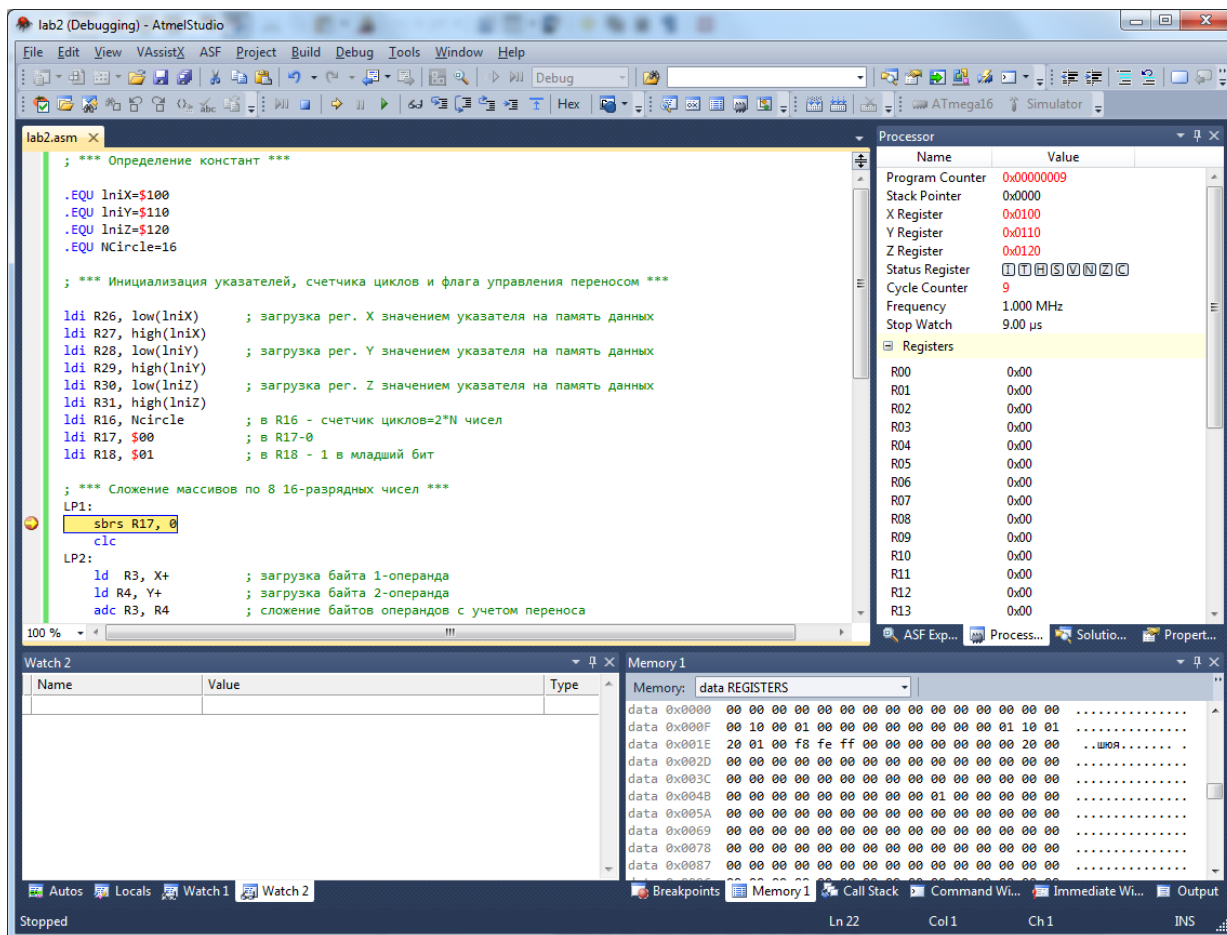 lab2 (Debugging) - AtmelStudio
File Edit View VAssistX ASF Project Build Debug Tools Window Help
Debug
Hex ATmega16 Simulator
lab2.asm
; *** Определение констант ***
.EQU lniX=$100
.EQU lniY=$110
.EQU lniZ=$120
.EQU NCircle=16
; *** Инициализация указателей, счетчика циклов и флага управления переносом ***
ldi R26, low(lniX) ; загрузка рег. X значением указателя на память данных
ldi R27, high(lniX)
ldi R28, low(lniY) ; загрузка рег. Y значением указателя на память данных
ldi R29, high(lniY)
ldi R30, low(lniZ) ; загрузка рег. Z значением указателя на память данных
ldi R31, high(lniZ)
ldi R16, Ncircle ; в R16 - счетчик циклов=2*N чисел
ldi R17, $00 ; в R17-0
ldi R18, $01 ; в R18 - 1 в младший бит
; *** Сложение массивов по 8 16-разрядных чисел ***
LP1:
sbrs R17, 0
clc
LP2:
ld R3, X+ ; загрузка байта 1-операнда
ld R4, Y+ ; загрузка байта 2-операнда
adc R3, R4 ; сложение байтов операндов с учетом переноса
100 %
Processor
Name Value
Program Counter 0x00000009
Stack Pointer 0x0000
X Register 0x0100
Y Register 0x0110
Z Register 0x0120
Status Register I T H S V N Z C
Cycle Counter 9
Frequency 1.000 MHz
Stop Watch 9.00 µs
Registers
R00 0x00
R01 0x00
R02 0x00
R03 0x00
R04 0x00
R05 0x00
R06 0x00
R07 0x00
R08 0x00
R09 0x00
R10 0x00
R11 0x00
R12 0x00
R13 0x00
ASF Exp... Process... Solutio... Propert...
Watch 2
Name Value Type
Autos Locals Watch 1 Watch 2
Memory 1
Memory: data REGISTERS
data 0x0000 00 00 00 00 00 00 00 00 00 00 00 00 00 00 00 ...............
data 0x000F 00 10 00 01 00 00 00 00 00 00 00 00 01 10 01 ...............
data 0x001E 20 01 00 f8 fe ff 00 00 00 00 00 00 00 20 00 ..шюя....... .
data 0x002D 00 00 00 00 00 00 00 00 00 00 00 00 00 00 00 ...............
data 0x003C 00 00 00 00 00 00 00 00 00 00 00 00 00 00 00 ...............
data 0x004B 00 00 00 00 00 00 00 00 00 01 00 00 00 00 00 ...............
data 0x005A 00 00 00 00 00 00 00 00 00 00 00 00 00 00 00 ...............
data 0x0069 00 00 00 00 00 00 00 00 00 00 00 00 00 00 00 ...............
data 0x0078 00 00 00 00 00 00 00 00 00 00 00 00 00 00 00 ...............
data 0x0087 00 00 00 00 00 00 00 00 00 00 00 00 00 00 00 ...............
Breakpoints Memory 1 Call Stack Command Wi... Immediate Wi... Output
Stopped Ln 22 Col 1 Ch 1 INS